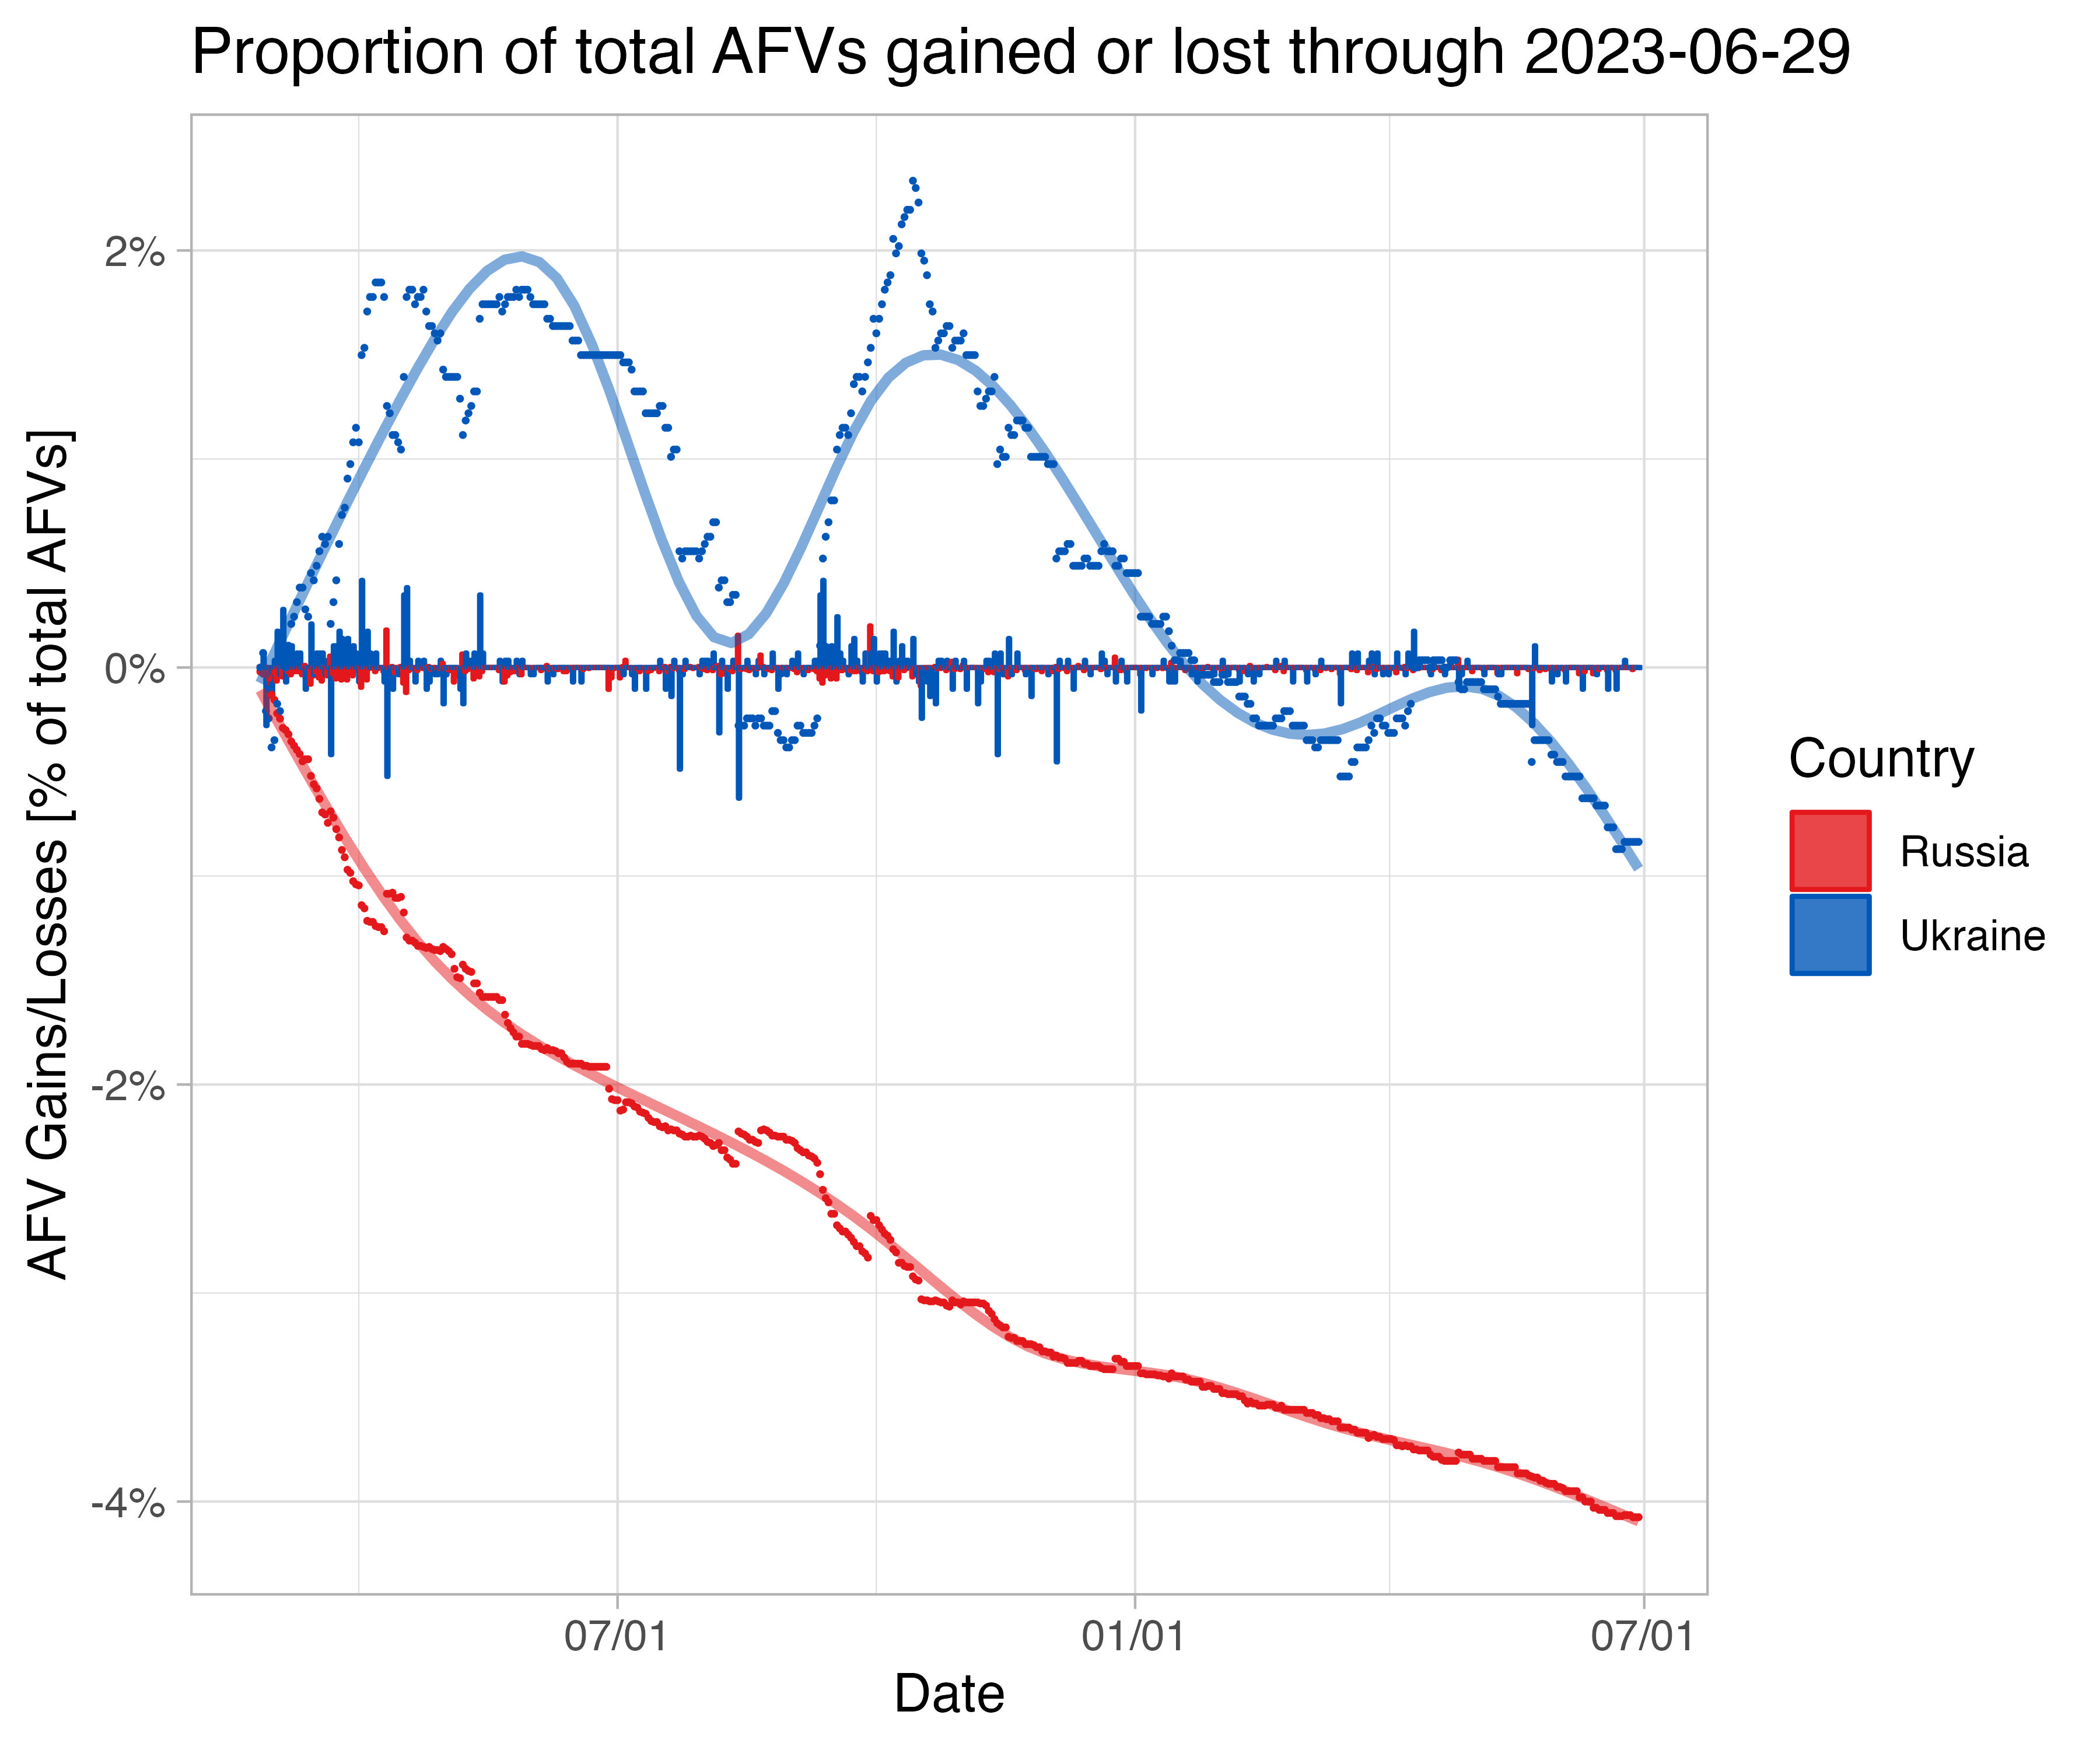 Proportion of total AFVs gained or lost through 2023-06-29
AFV Gains/Losses [% of total AFVs]
2%
0%
-2%
-4%
07/01
01/01
07/01
Date
Country
Russia
Ukraine